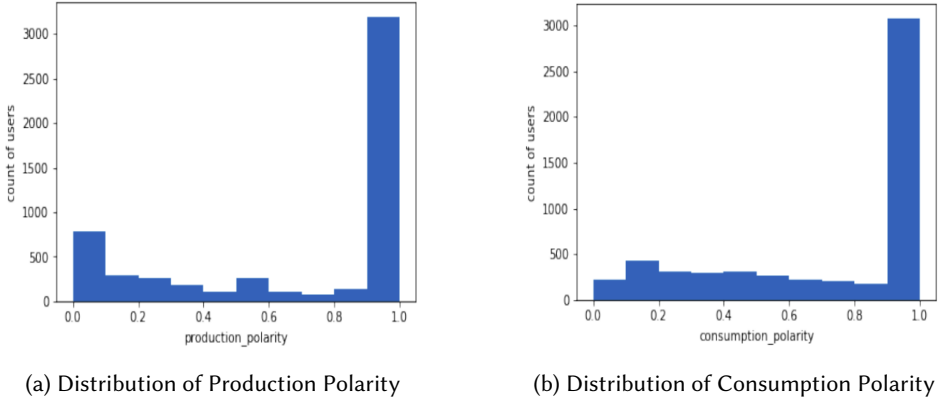 3000
2500
2000
1500
1000
500
0
count of users
0.0 0.2 0.4 0.6 0.8 1.0
production_polarity
(a) Distribution of Production Polarity
3000
2500
2000
1500
1000
500
0
count of users
0.0 0.2 0.4 0.6 0.8 1.0
consumption_polarity
(b) Distribution of Consumption Polarity